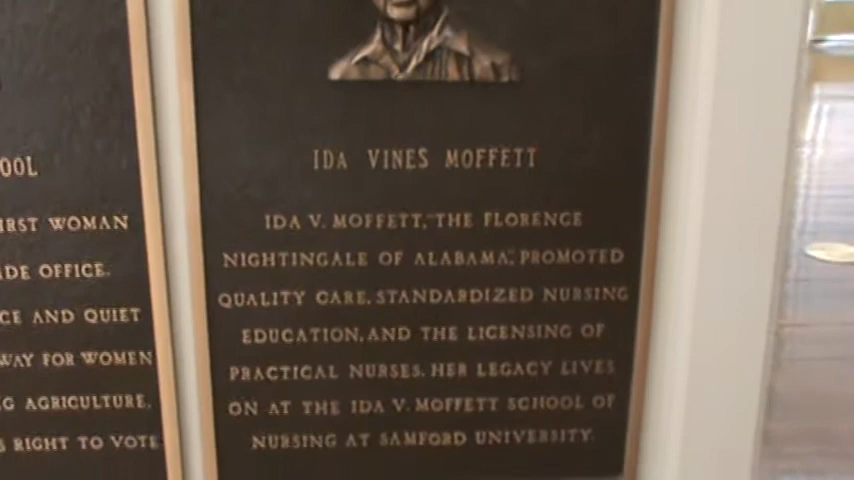 OOL
IRST WOMAN
DE OFFICE.
CE AND QUIET
WAY FOR WOMEN
G AGRICULTURE,
S RIGHT TO VOTE
IDA VINES MOFFETT
IDA V. MOFFETT, "THE FLORENCE
NIGHTINGALE OF ALABAMA," PROMOTED
QUALITY CARE, STANDARDIZED NURSING
EDUCATION, AND THE LICENSING OF
PRACTICAL NURSES. HER LEGACY LIVES
ON AT THE IDA V. MOFFETT SCHOOL OF
NURSING AT SAMFORD UNIVERSITY.